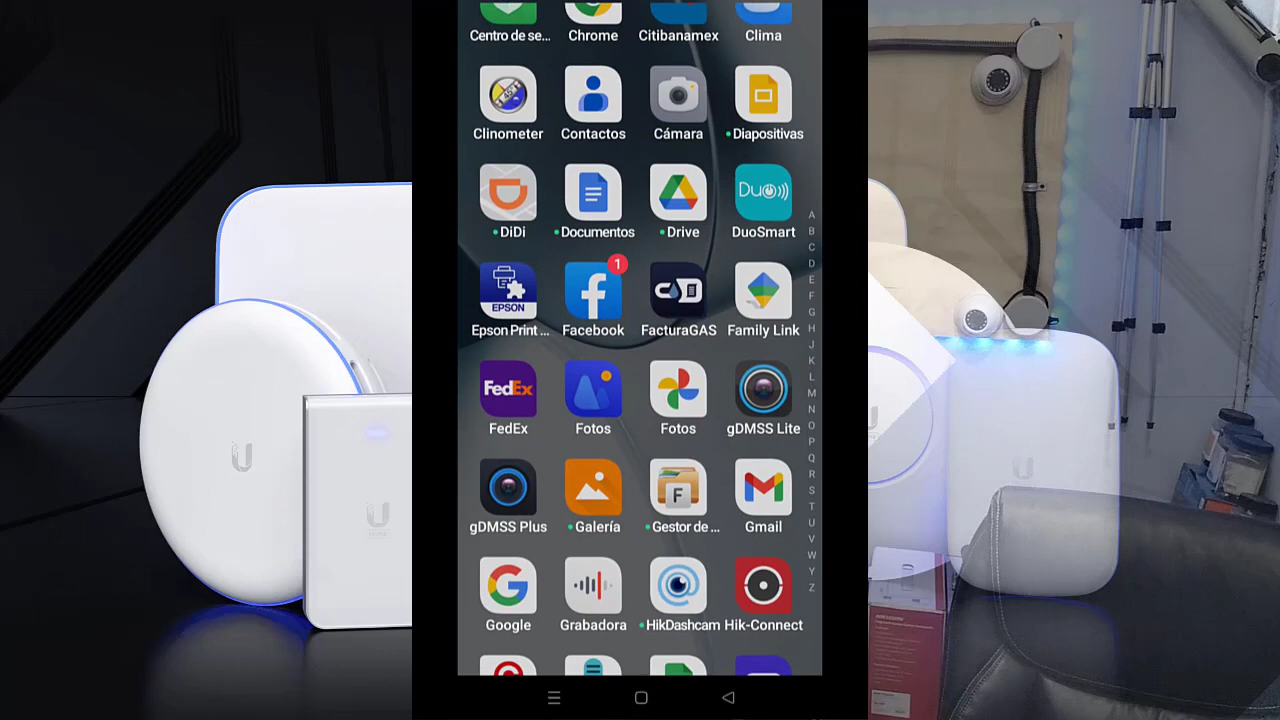 Centro de se...
Chrome
Citibanamex
Clima
Clinometer
Contactos
Cámara
Diapositivas
DiDi
Documentos
Drive
DuO
DuoSmart
EPSON
Epson Print ...
1
Facebook
FacturaGAS
Family Link
FedEx
FedEx
Fotos
Fotos
gDMSS Lite
gDMSS Plus
Galería
F
Gestor de ...
Gmail
Google
Grabadora
HikDashcam
Hik-Connect
A
B
C
D
E
F
G
H
J
K
L
M
N
O
P
Q
R
S
T
U
V
W
Y
Z
U
U
U
HIKVISION